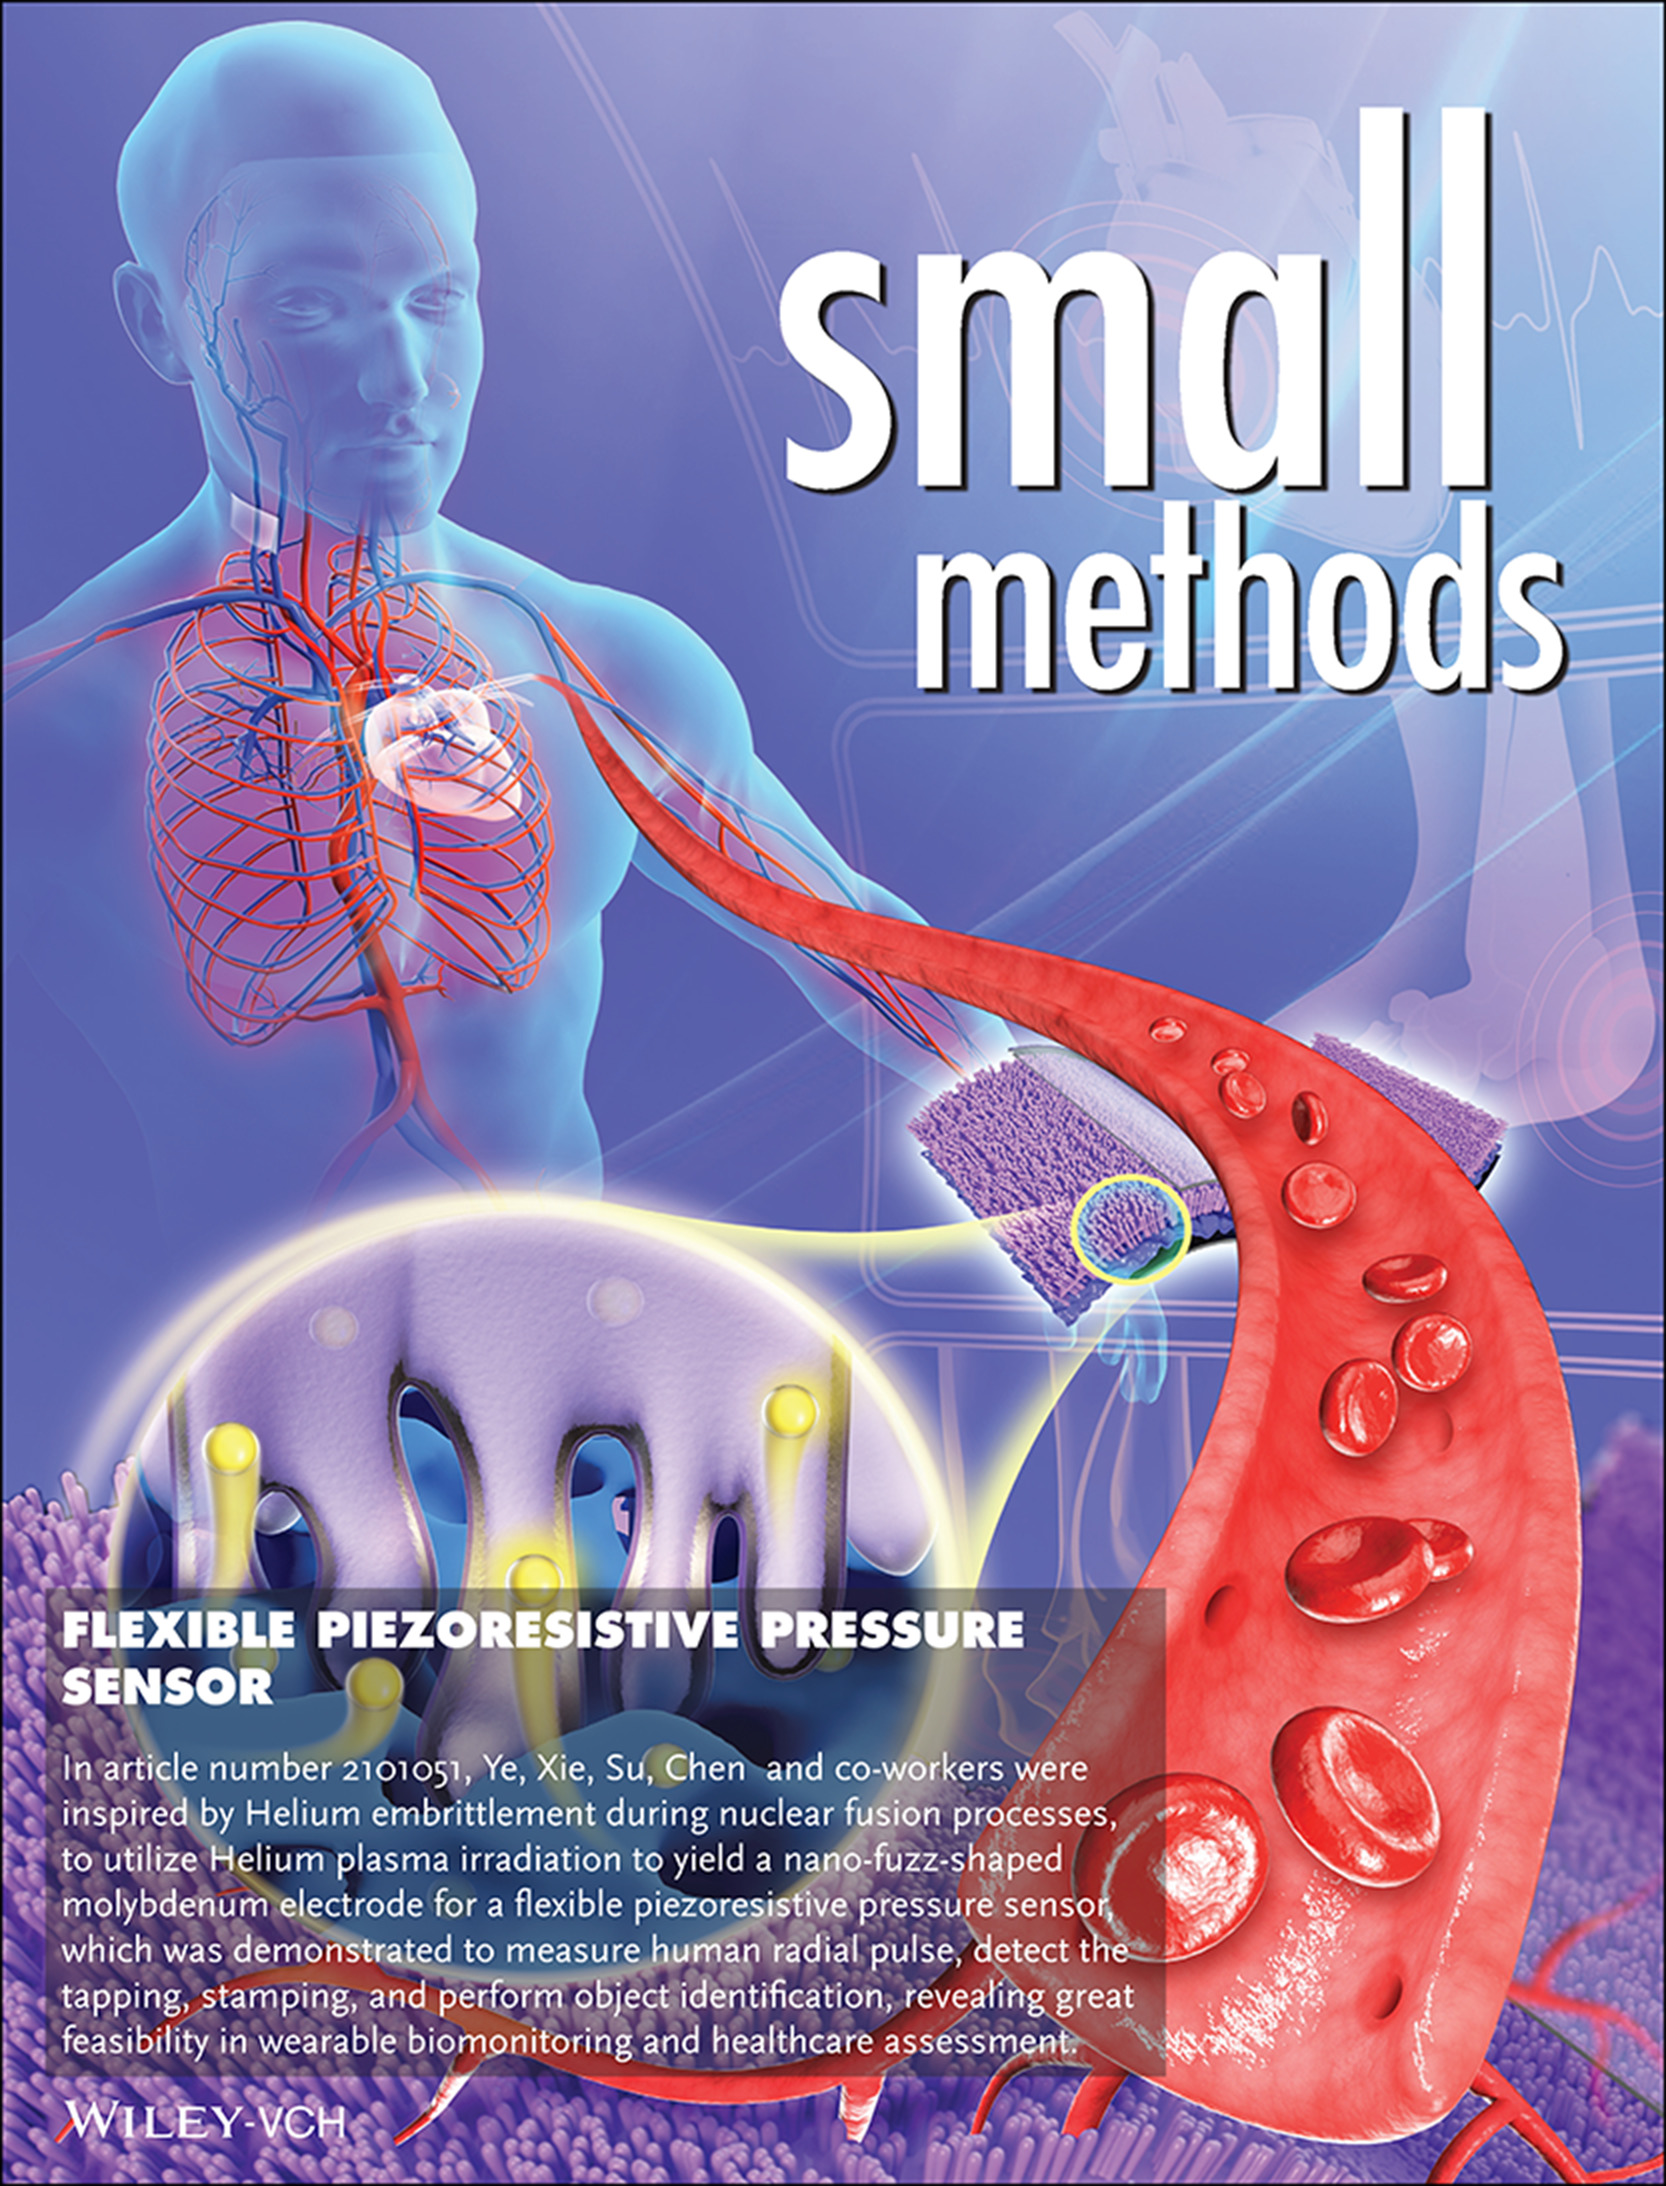 small
methods
FLEXIBLE PIEZORESISTIVE PRESSURE
SENSOR
In article number 2101051, Ye, Xie, Su, Chen and co-workers were
inspired by Helium embrittlement during nuclear fusion processes,
to utilize Helium plasma irradiation to yield a nano-fuzz-shaped
molybdenum electrode for a flexible piezoresistive pressure sensor,
which was demonstrated to measure human radial pulse, detect the
tapping, stamping, and perform object identification, revealing great
feasibility in wearable biomonitoring and healthcare assessment.
WILEY-VCH